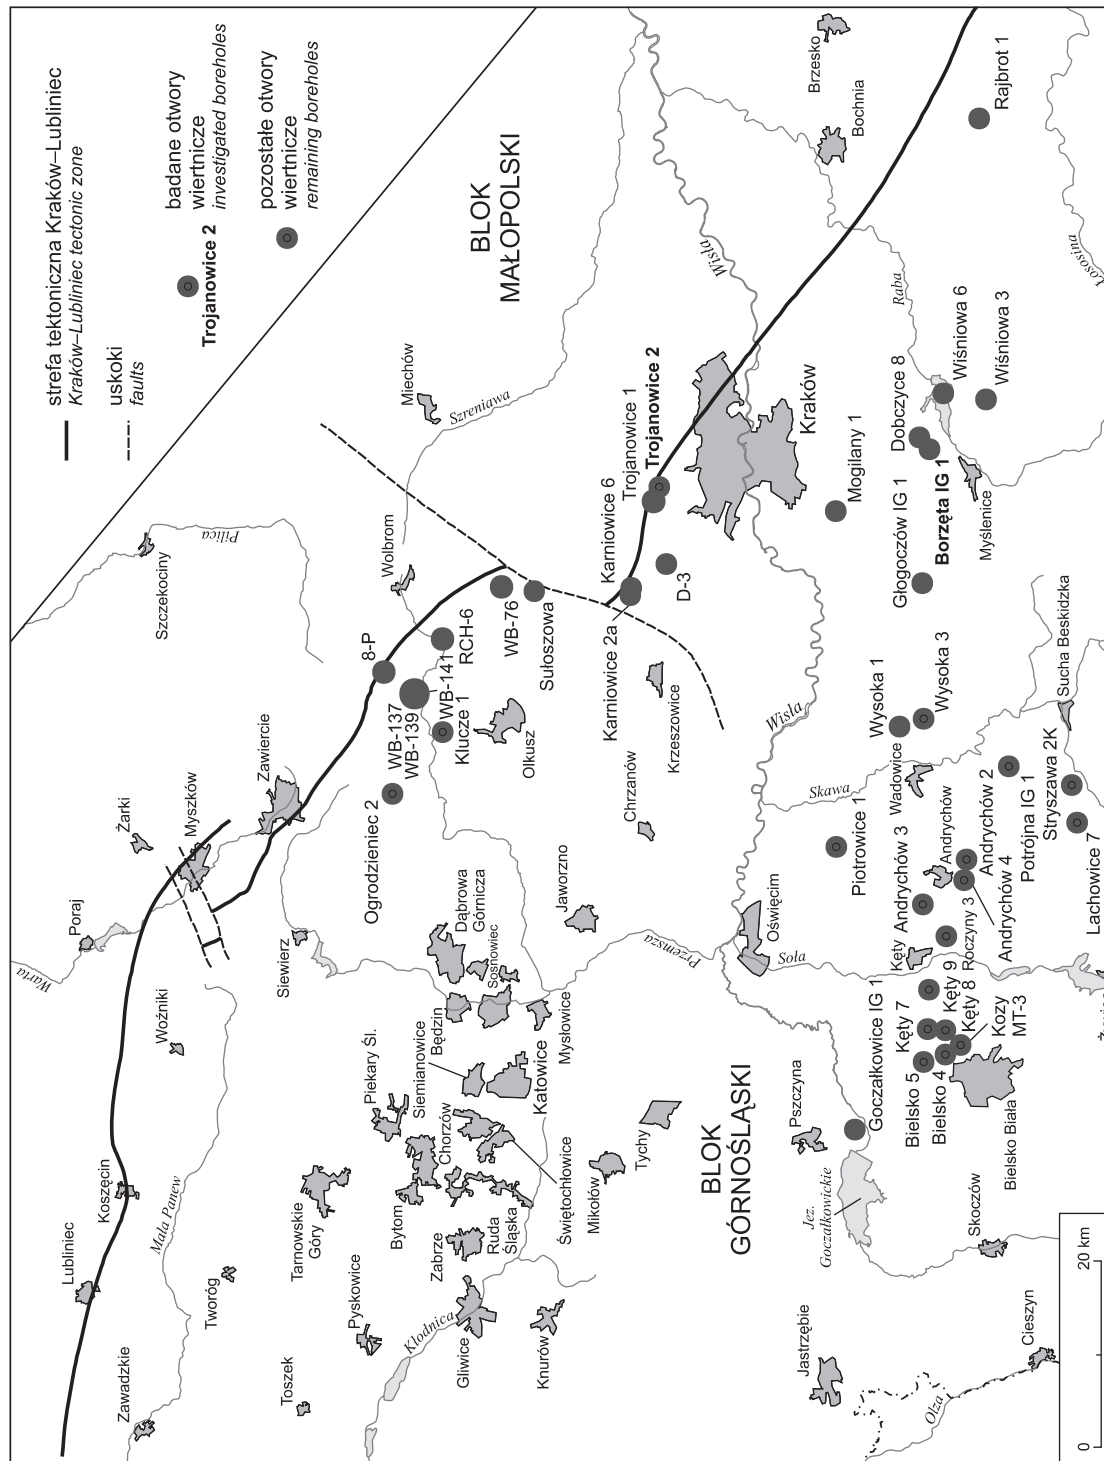 strefa tektoniczna Kraków–Lubliniec
Kraków–Lubliniec tectonic zone
uskoki
faults
Trojanowice 2
badane otwory
wiertnicze
investigated boreholes
pozostałe otwory
wiertnicze
remaining boreholes
BLOK
MAŁOPOLSKI
BLOK
GÓRNOŚLĄSKI
Zawadzkie
Lubliniec
Koszęcin
Tworóg
Mała Panew
Woźniki
Warta
Poraj
Żarki
Myszków
Zawiercie
Siewierz
Szczekociny
Pilica
Miechów
Szreniawa
Wolbrom
8-P
RCH-6
WB-76
Sułoszowa
WB-137
WB-139
WB-141
Klucze 1
Ogrodzieniec 2
Olkusz
Toszek
Pyskowice
Tarnowskie
Góry
Piekary Śl.
Siemianowice
Będzin
Dąbrowa
Górnicza
Sosnowiec
Bytom
Chorzów
Zabrze
Ruda
Śląska
Świętochłowice
Katowice
Mysłowice
Jaworzno
Kłodnica
Gliwice
Knurów
Mikołów
Tychy
Przemsza
Chrzanów
Krzeszowice
Karniowice 2a
Karniowice 6
D-3
Trojanowice 1
Trojanowice 2
Kraków
Wisła
Wisła
Brzesko
Bochnia
Raba
Rajbrot 1
Łososina
Mogilany 1
Głogoczów IG 1
Borzęta IG 1
Dobczyce 8
Wiśniowa 6
Wiśniowa 3
Myślenice
Wysoka 1
Wysoka 3
Skawa
Wadowice
Sucha Beskidzka
Stryszawa 2K
Lachowice 7
Potrójna IG 1
Piotrowice 1
Andrychów 3
Andrychów
Andrychów 2
Andrychów 4
Roczyny 3
Oświęcim
Soła
Kęty
Kęty 9
Kęty 8
Kęty 7
Kozy
MT-3
Bielsko 5
Bielsko 4
Bielsko Biała
Goczałkowice IG 1
Pszczyna
Jez.
Goczałkowickie
Skoczów
Jastrzębie
Cieszyn
Olza
0
20 km